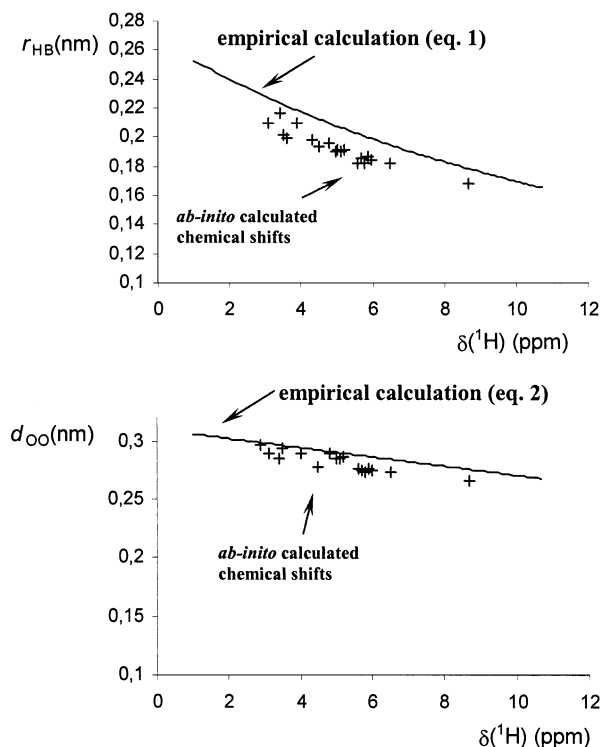 r_HB(nm)
empirical calculation (eq. 1)
0,28
0,26
0,24
0,22
0,2
0,18
0,16
0,14
0,12
0,1
ab-inito calculated
chemical shifts
0 2 4 6 8 10 12
δ(¹H) (ppm)
empirical calculation (eq. 2)
d_OO(nm)
0,3
0,25
0,2
0,15
0,1
ab-inito calculated
chemical shifts
0 2 4 6 8 10 12
δ(¹H) (ppm)